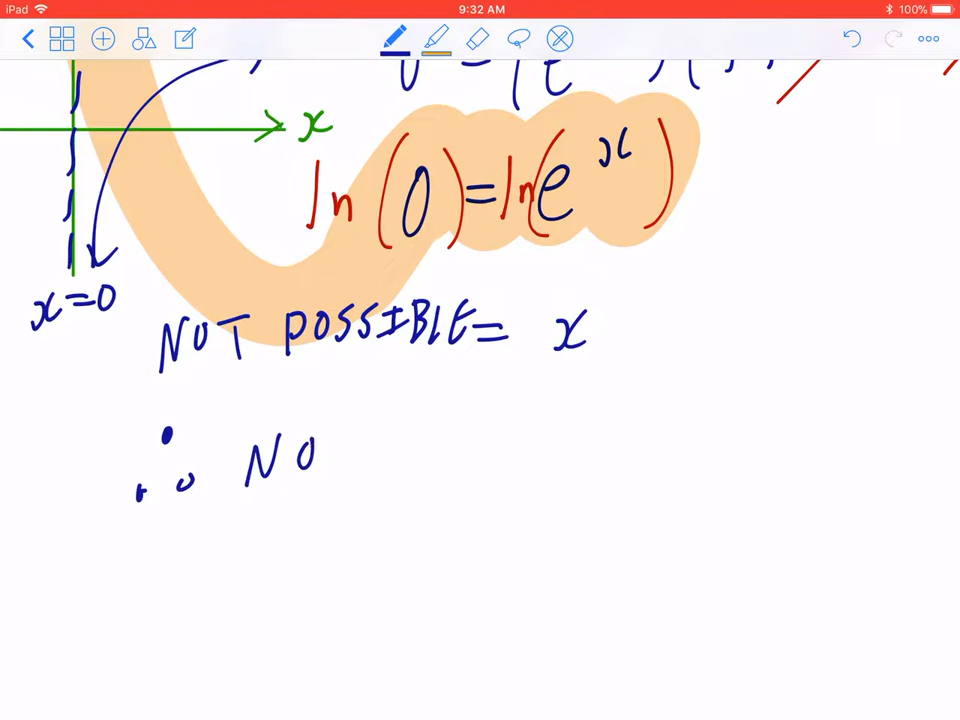 iPad 9:32 AM 100%
x
ln(0) = ln(e^x)
x=0
NOT POSSIBLE = x
∴ NO